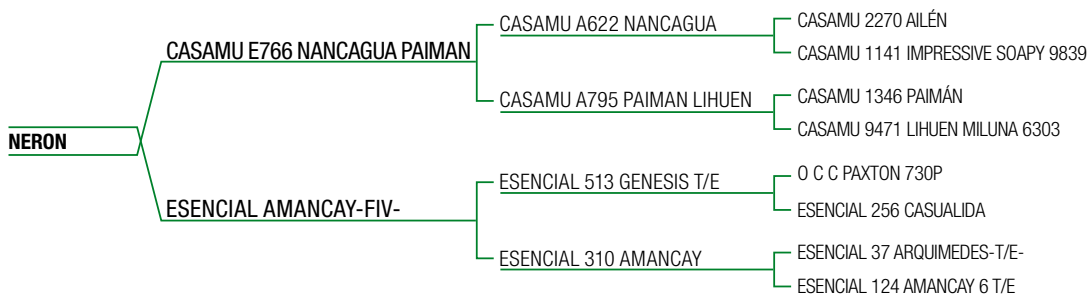 NERON
CASAMU E766 NANCAGUA PAIMAN
ESENCIAL AMANCAY-FIV-
CASAMU A622 NANCAGUA
CASAMU A795 PAIMAN LIHUEN
ESENCIAL 513 GENESIS T/E
ESENCIAL 310 AMANCAY
CASAMU 2270 AILÉN
CASAMU 1141 IMPRESSIVE SOAPY 9839
CASAMU 1346 PAIMÁN
CASAMU 9471 LIHUEN MILUNA 6303
O C C PAXTON 730P
ESENCIAL 256 CASUALIDA
ESENCIAL 37 ARQUIMEDES-T/E-
ESENCIAL 124 AMANCAY 6 T/E